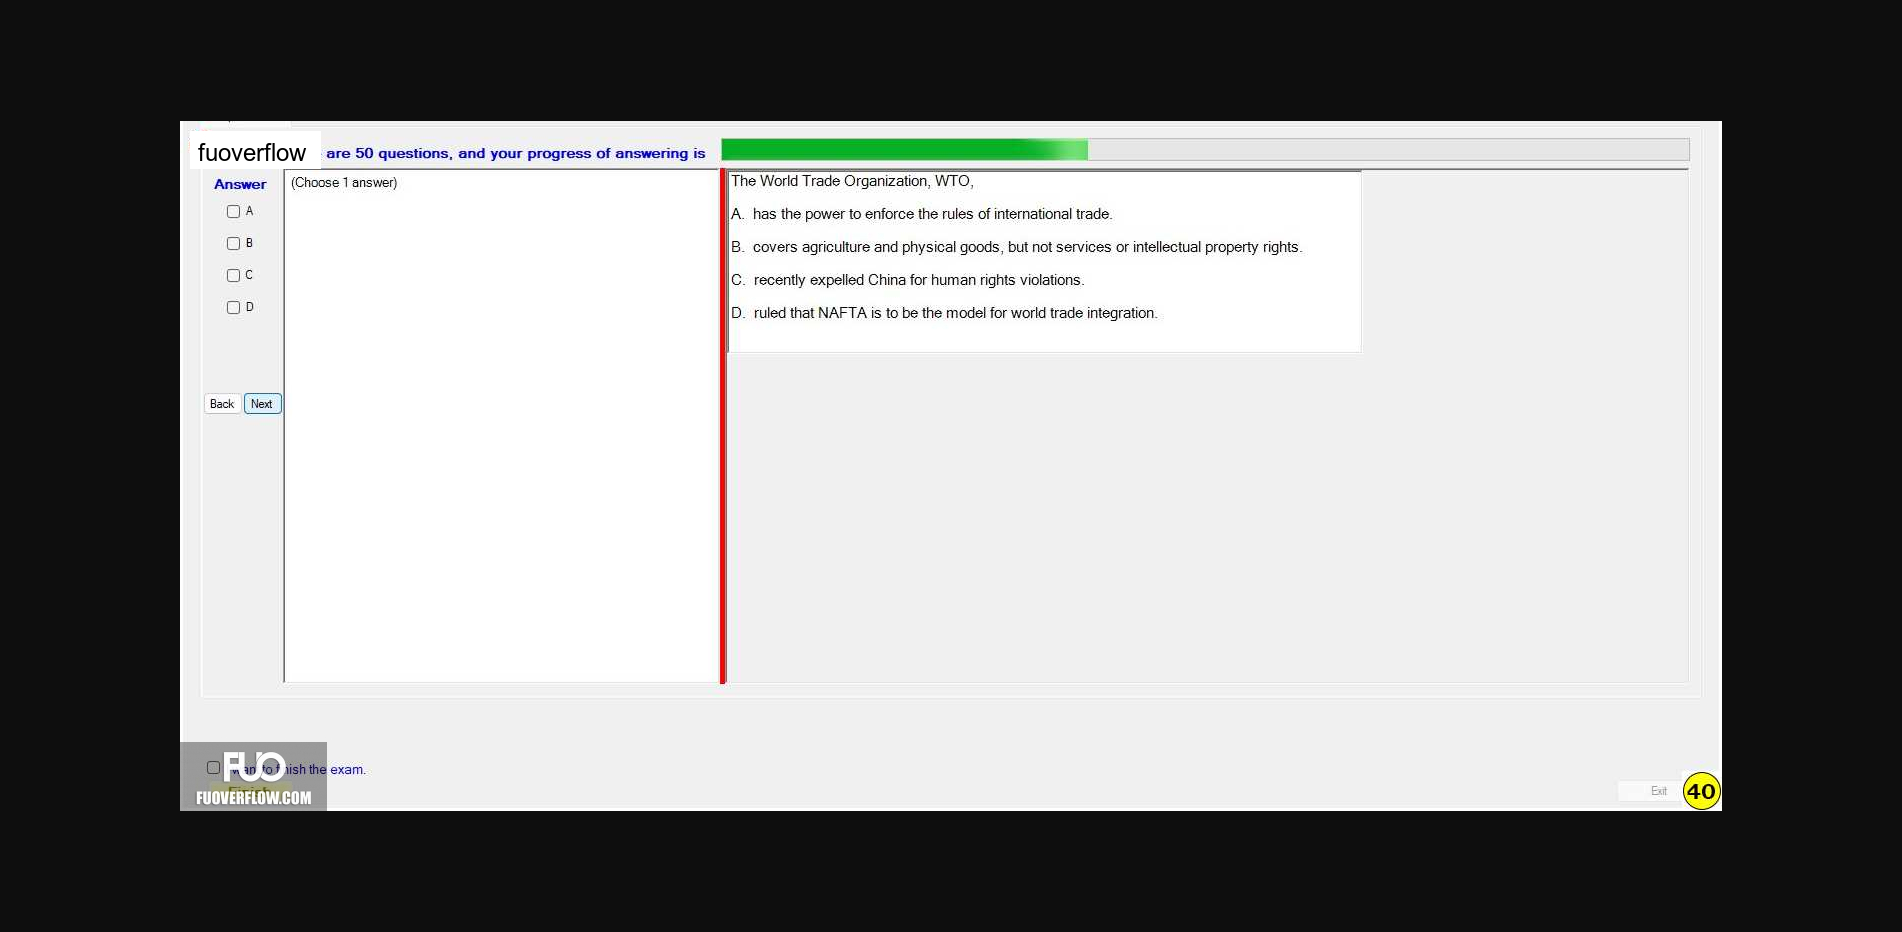 fuoverflow are 50 questions, and your progress of answering is
Answer
(Choose 1 answer)
A
B
C
D
Back Next
The World Trade Organization, WTO,
A. has the power to enforce the rules of international trade.
B. covers agriculture and physical goods, but not services or intellectual property rights.
C. recently expelled China for human rights violations.
D. ruled that NAFTA is to be the model for world trade integration.
FUO
want to finish the exam.
Finish
FUOVERFLOW.COM
Exit
40